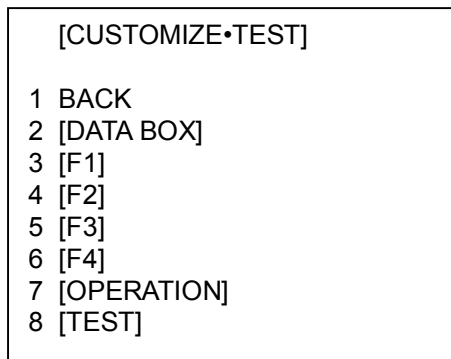 [CUSTOMIZE•TEST]
1 BACK
2 [DATA BOX]
3 [F1]
4 [F2]
5 [F3]
6 [F4]
7 [OPERATION]
8 [TEST]